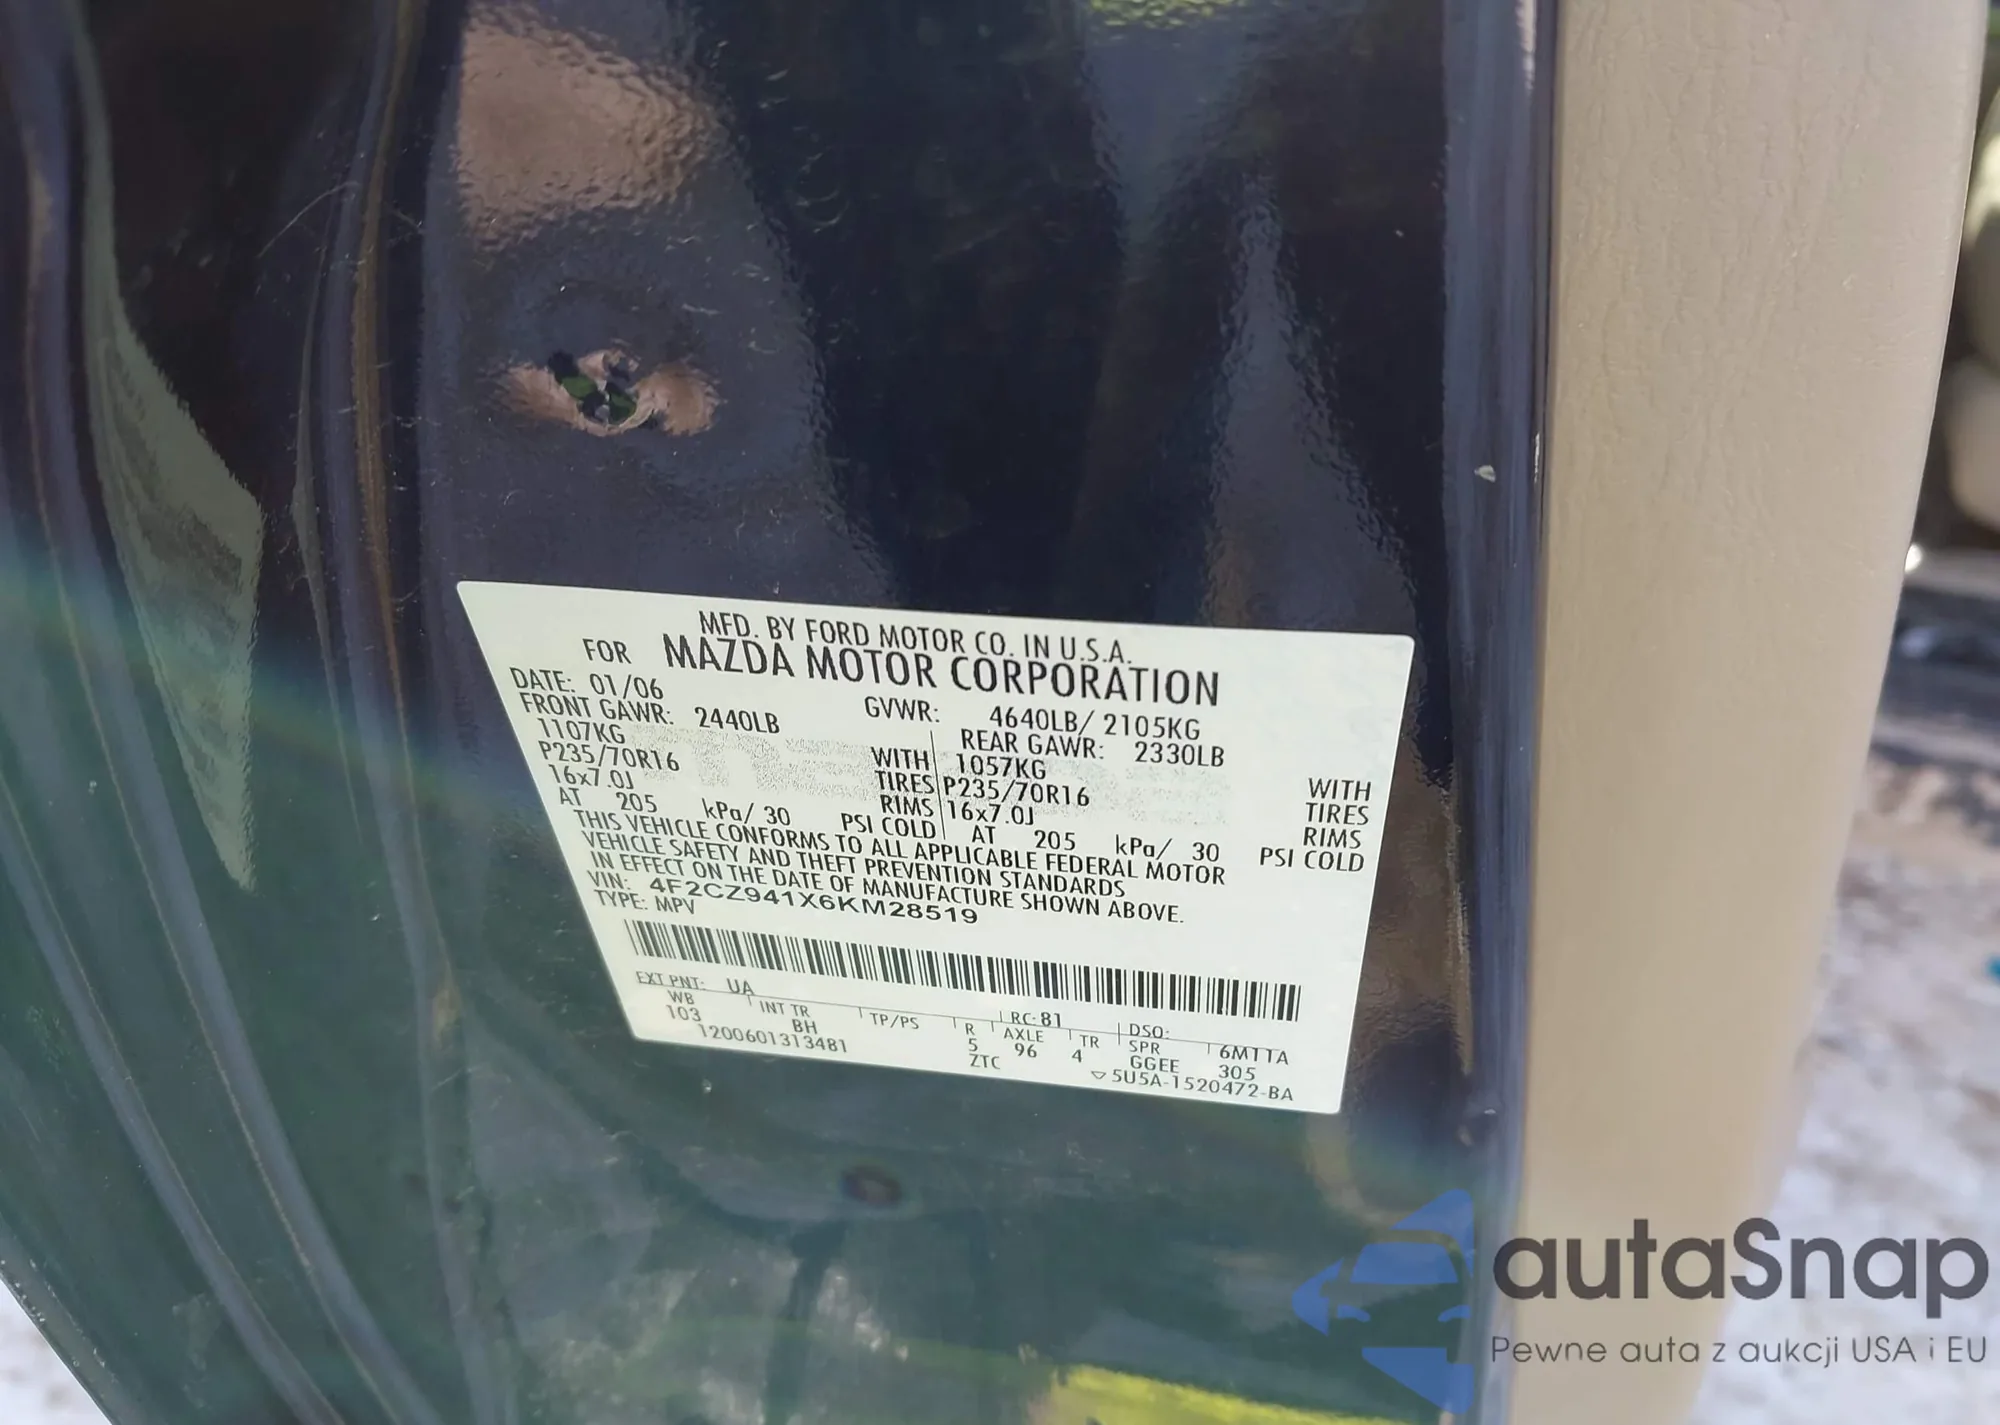 MFD. BY FORD MOTOR CO. IN U.S.A.
FOR MAZDA MOTOR CORPORATION
DATE: 01/06 GVWR: 4640LB/ 2105KG
FRONT GAWR: 2440LB REAR GAWR: 2330LB
1107KG WITH 1057KG WITH
P235/70R16 TIRES P235/70R16 TIRES
16x7.0J RIMS 16x7.0J RIMS
AT 205 kPa/ 30 PSI COLD AT 205 kPa/ 30 PSI COLD
THIS VEHICLE CONFORMS TO ALL APPLICABLE FEDERAL MOTOR
VEHICLE SAFETY AND THEFT PREVENTION STANDARDS
IN EFFECT ON THE DATE OF MANUFACTURE SHOWN ABOVE.
VIN: 4F2CZ941X6KM28519
TYPE: MPV
EXT PNT: UA RC: 81 DSO:
WB INT TR TP/PS R AXLE TR SPR 6M11A
103 BH 5 96 4 GGEE 305
1200601313481 ZTC ▽5U5A-1520472-BA
autaSnap
Pewne auta z aukcji USA i EU